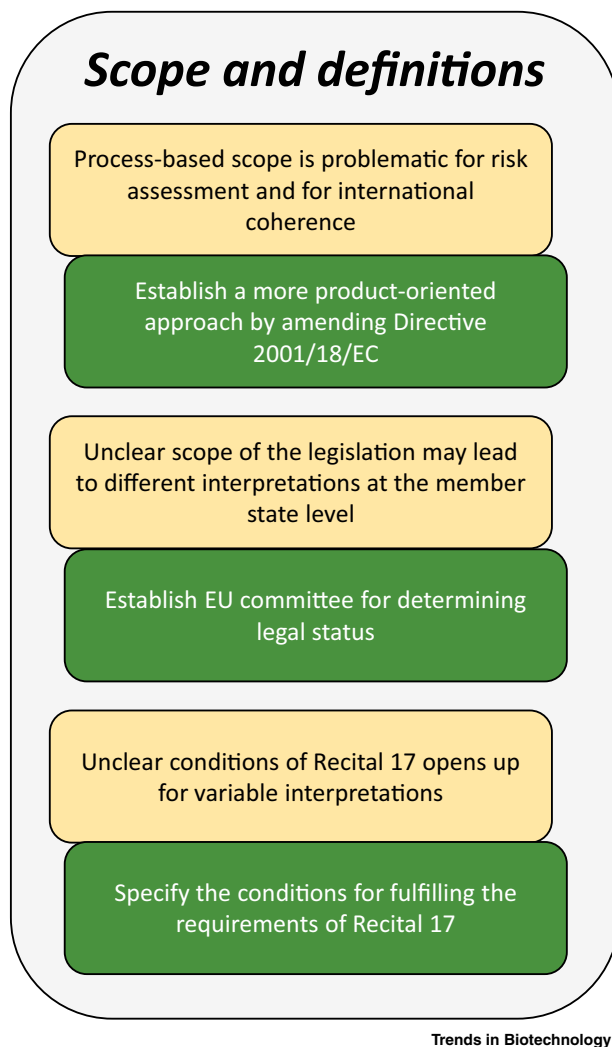 Scope and definitions
Process-based scope is problematic for risk
assessment and for international
coherence
Establish a more product-oriented
approach by amending Directive
2001/18/EC
Unclear scope of the legislation may lead
to different interpretations at the member
state level
Establish EU committee for determining
legal status
Unclear conditions of Recital 17 opens up
for variable interpretations
Specify the conditions for fulfilling the
requirements of Recital 17
Trends in Biotechnology